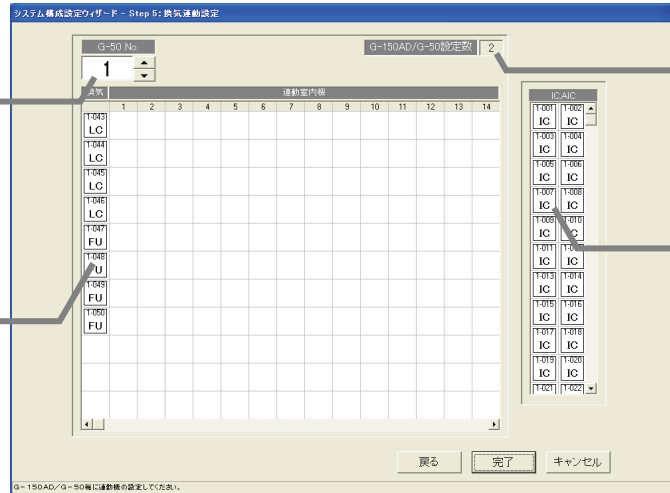 システム構成設定ウィザード - Step 5: 換気連動設定
G-50 No.
G-150AD/G-50設定数 2
1
換気 連動室内機
1 2 3 4 5 6 7 8 9 10 11 12 13 14
1-043
LC
1-044
LC
1-045
LC
1-046
LC
1-047
FU
1-048
FU
1-049
FU
1-050
FU
IC,AIC
1-001 1-002
IC IC
1-003 1-004
IC IC
1-005 1-006
IC IC
1-007 1-008
IC IC
1-009 1-010
IC IC
1-011
IC IC
1-013 1-014
IC IC
1-015 1-016
IC IC
1-017 1-018
IC IC
1-019 1-020
IC IC
1-021 1-022
戻る 完了 キャンセル
G-150AD/G-50毎に連動機の設定してください。